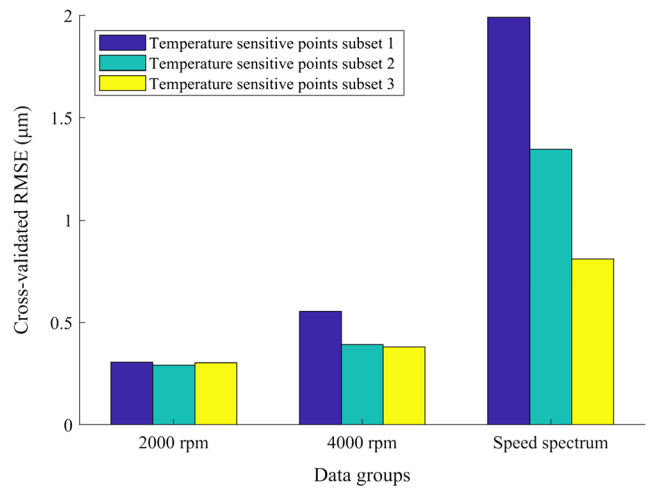 2
Temperature sensitive points subset 1
Temperature sensitive points subset 2
Temperature sensitive points subset 3
1.5
1
0.5
0
Cross-validated RMSE (μm)
2000 rpm
4000 rpm
Speed spectrum
Data groups